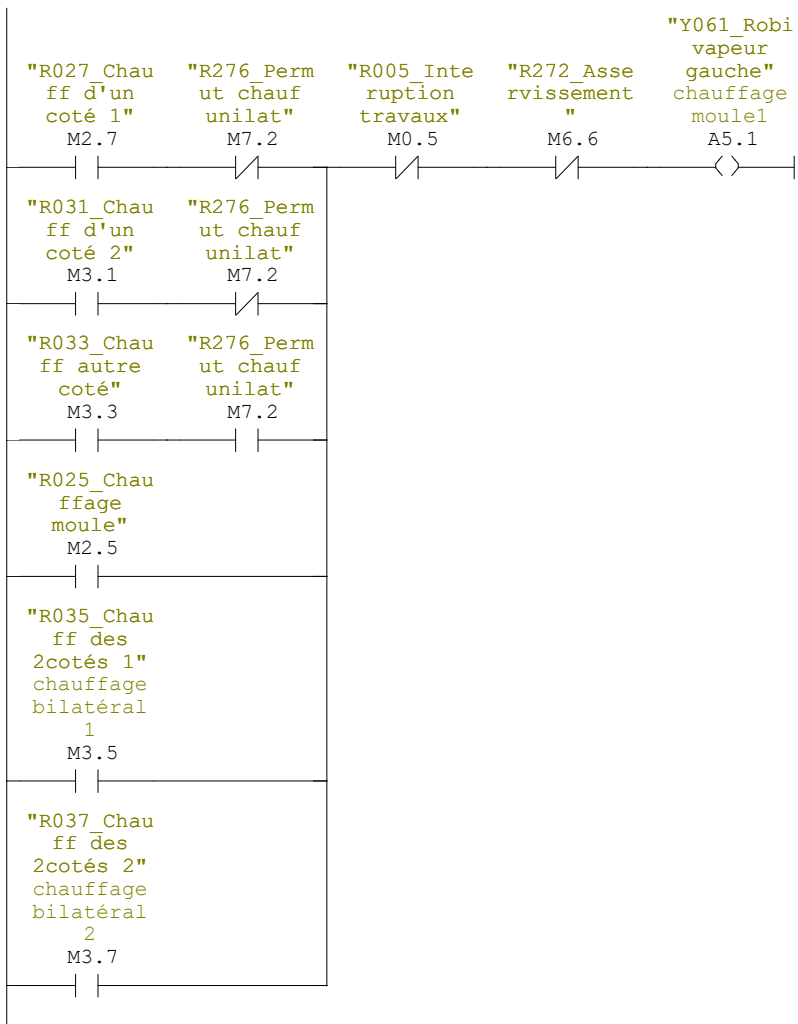 "Y061_Robi
vapeur
gauche"
chauffage
moule1
A5.1
"R027_Chau
ff d'un
coté 1"
M2.7
"R276_Perm
ut chauf
unilat"
M7.2
"R005_Inte
ruption
travaux"
M0.5
"R272_Asse
rvissement
"
M6.6
"R031_Chau
ff d'un
coté 2"
M3.1
"R276_Perm
ut chauf
unilat"
M7.2
"R033_Chau
ff autre
coté"
M3.3
"R276_Perm
ut chauf
unilat"
M7.2
"R025_Chau
ffage
moule"
M2.5
"R035_Chau
ff des
2cotés 1"
chauffage
bilatéral
1
M3.5
"R037_Chau
ff des
2cotés 2"
chauffage
bilatéral
2
M3.7